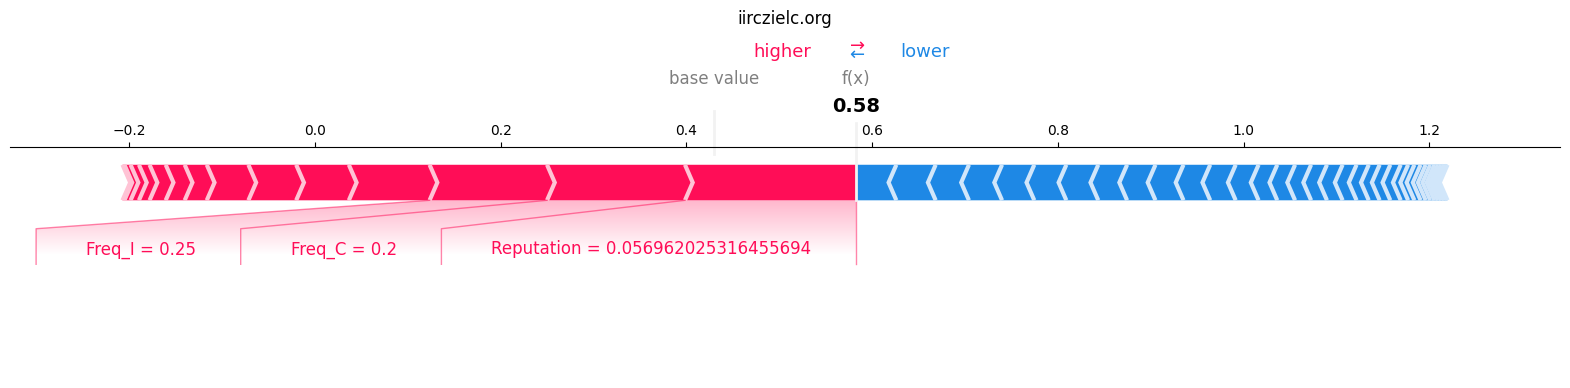 iirczielc.org
higher ⇄ lower
base value f(x)
0.58
−0.2 0.0 0.2 0.4 0.6 0.8 1.0 1.2
Freq_I = 0.25 Freq_C = 0.2 Reputation = 0.056962025316455694